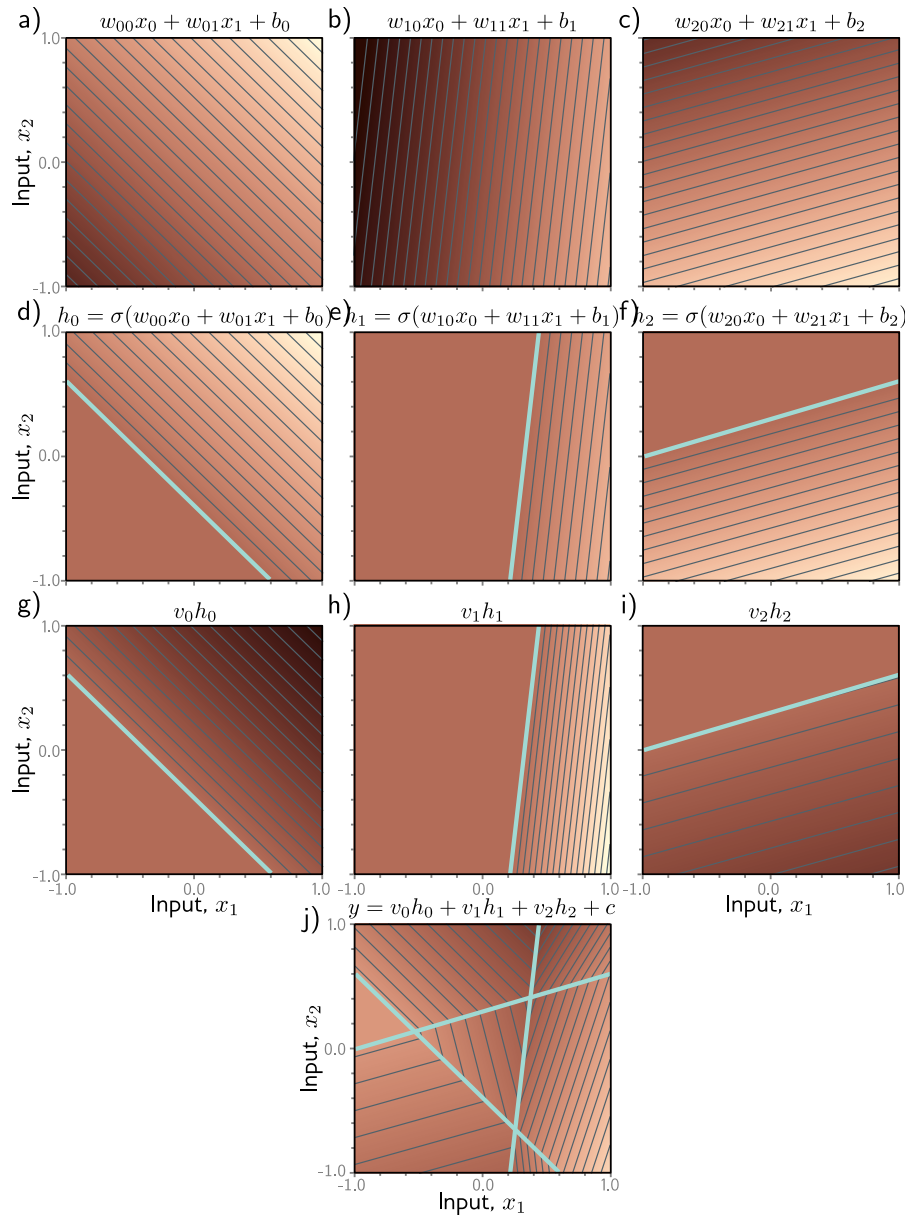 a) $w_{00}x_0 + w_{01}x_1 + b_0$ b) $w_{10}x_0 + w_{11}x_1 + b_1$ c) $w_{20}x_0 + w_{21}x_1 + b_2$
1.0
Input, $x_2$
0.0
-1.0
d) $h_0 = \sigma(w_{00}x_0 + w_{01}x_1 + b_0)$ e) $h_1 = \sigma(w_{10}x_0 + w_{11}x_1 + b_1)$ f) $h_2 = \sigma(w_{20}x_0 + w_{21}x_1 + b_2)$
1.0
Input, $x_2$
0.0
-1.0
g) $v_0h_0$ h) $v_1h_1$ i) $v_2h_2$
1.0
Input, $x_2$
0.0
-1.0
-1.0 0.0 1.0 -1.0 0.0 1.0 -1.0 0.0 1.0
Input, $x_1$ Input, $x_1$
j) $y = v_0h_0 + v_1h_1 + v_2h_2 + c$
1.0
Input, $x_2$
0.0
-1.0
-1.0 0.0 1.0
Input, $x_1$